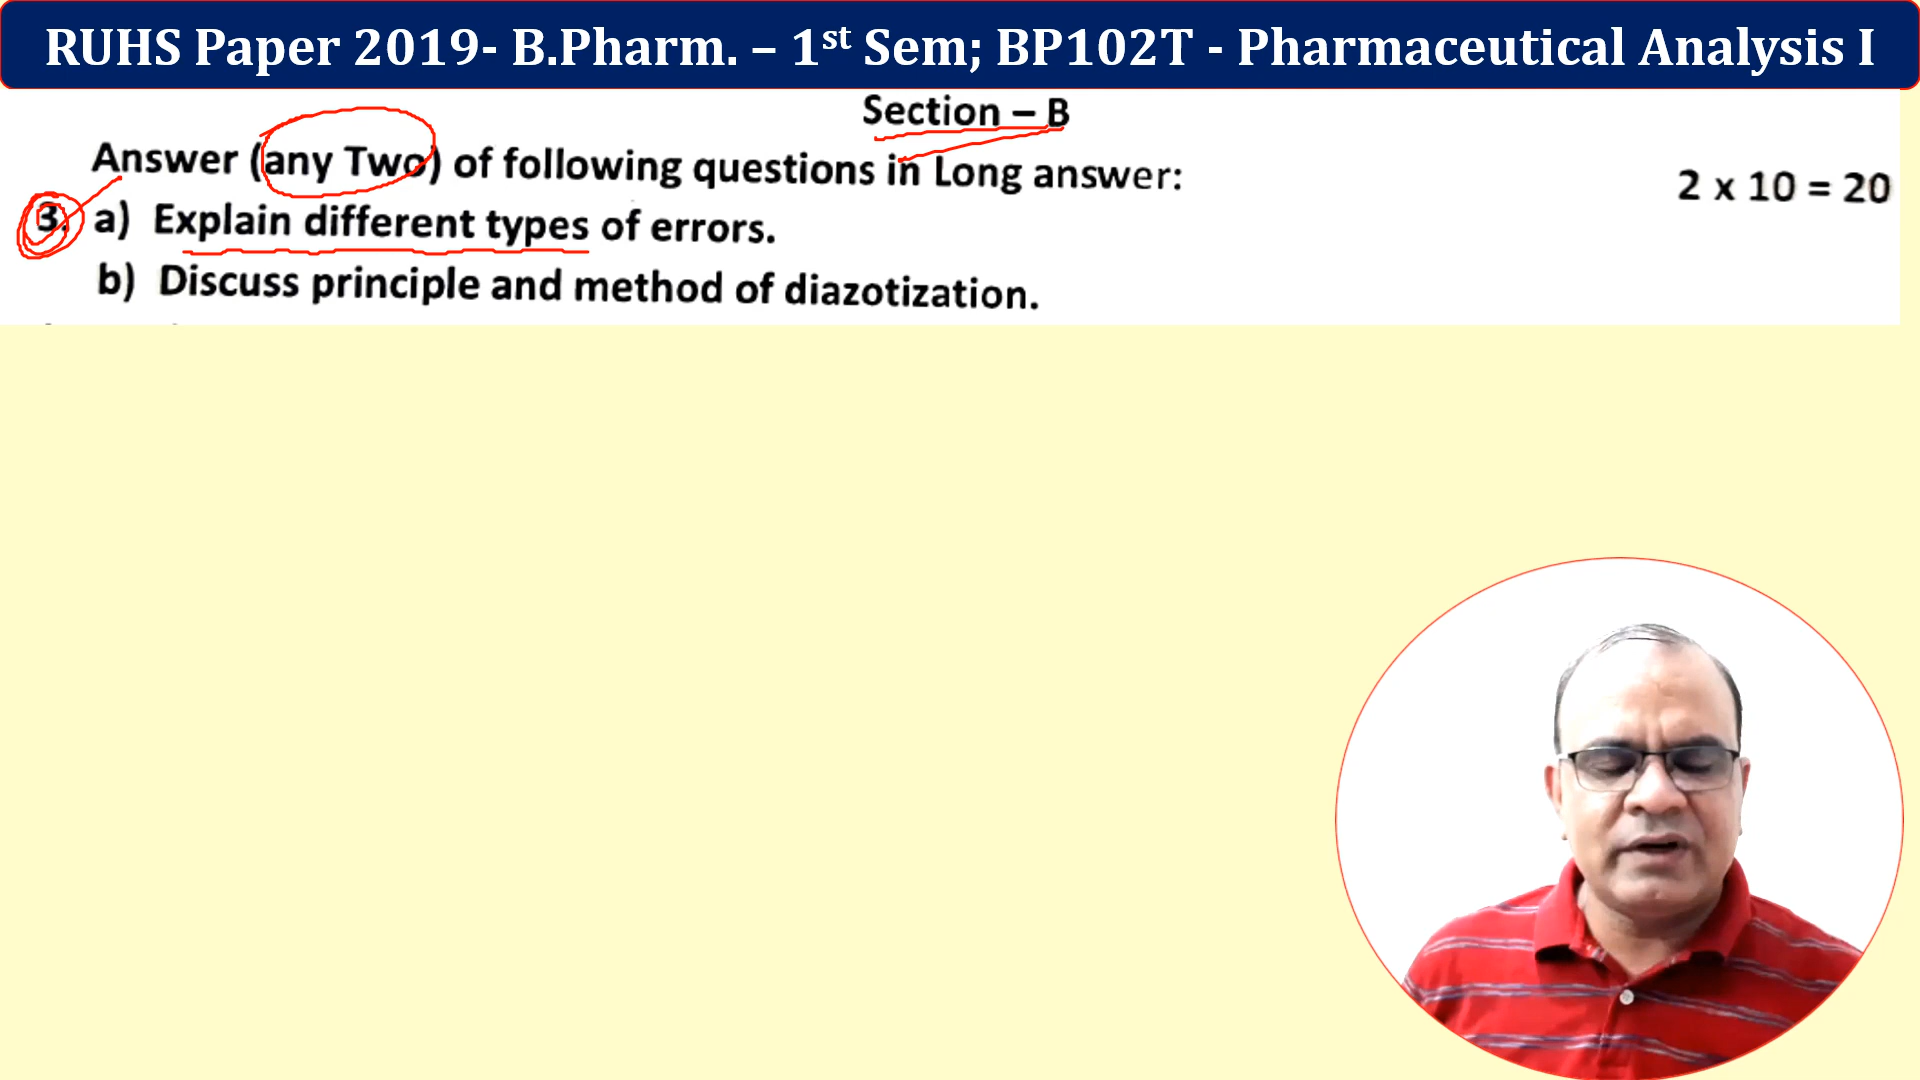 RUHS Paper 2019- B.Pharm. – 1st Sem; BP102T - Pharmaceutical Analysis I
Section – B
Answer (any Two) of following questions in Long answer: 2 x 10 = 20
3. a) Explain different types of errors.
b) Discuss principle and method of diazotization.